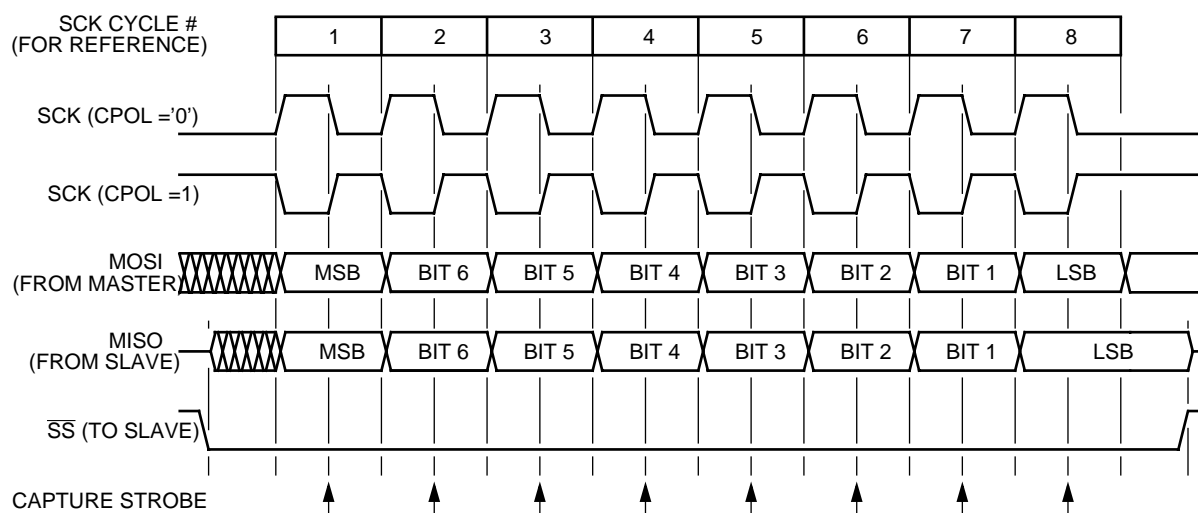 SCK CYCLE #
(FOR REFERENCE)
1 2 3 4 5 6 7 8
SCK (CPOL ='0')
SCK (CPOL =1)
MOSI
(FROM MASTER)
MSB BIT 6 BIT 5 BIT 4 BIT 3 BIT 2 BIT 1 LSB
MISO
(FROM SLAVE)
MSB BIT 6 BIT 5 BIT 4 BIT 3 BIT 2 BIT 1 LSB
S̅S̅ (TO SLAVE)
CAPTURE STROBE